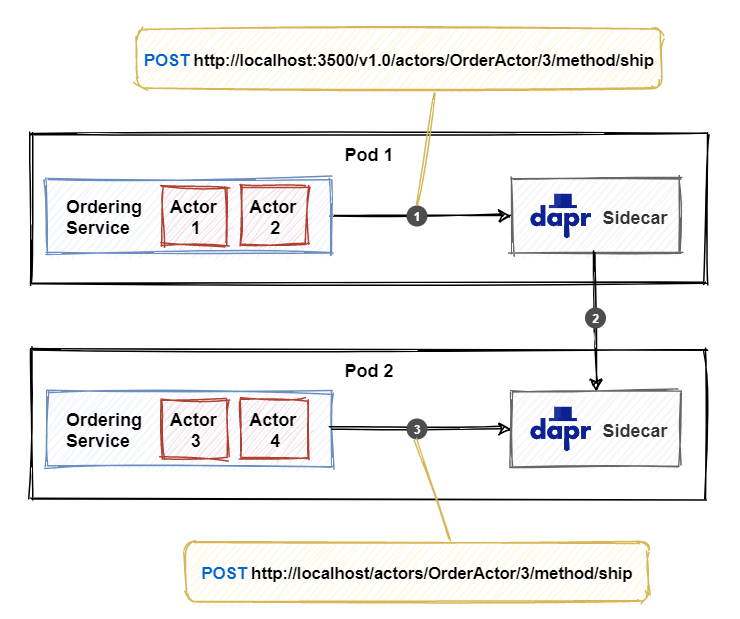 POST http://localhost:3500/v1.0/actors/OrderActor/3/method/ship
Pod 1
Ordering
Service
Actor
1
Actor
2
1
dapr Sidecar
2
Pod 2
Ordering
Service
Actor
3
Actor
4
3
dapr Sidecar
POST http://localhost/actors/OrderActor/3/method/ship